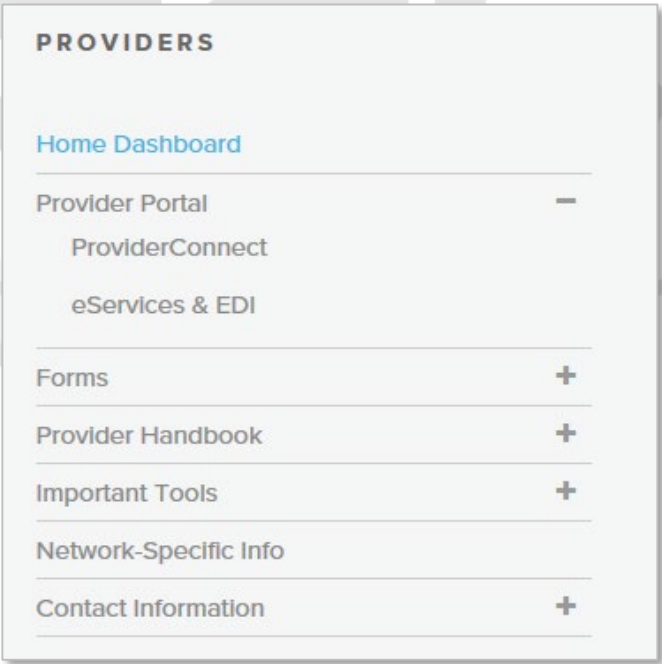 PROVIDERS
Home Dashboard
Provider Portal −
ProviderConnect
eServices & EDI
Forms +
Provider Handbook +
Important Tools +
Network-Specific Info
Contact Information +